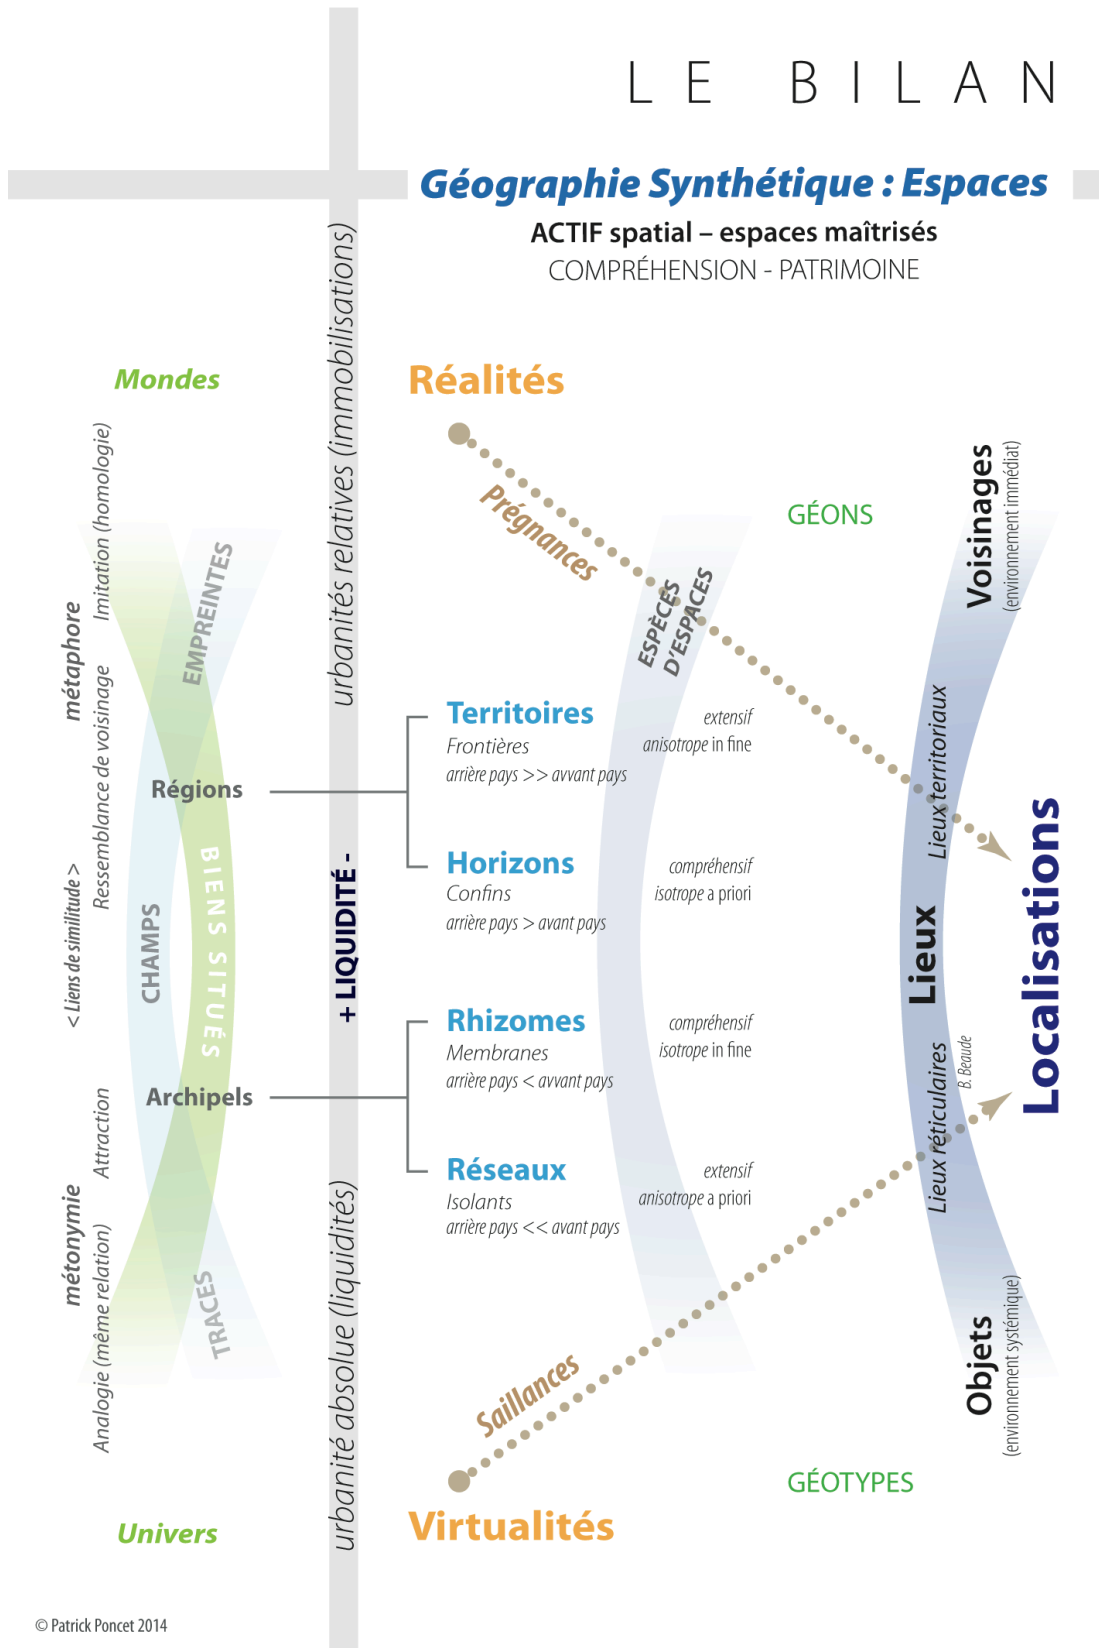 LE BILAN
Géographie Synthétique : Espaces
ACTIF spatial – espaces maîtrisés
COMPRÉHENSION - PATRIMOINE
urbanités relatives (immobilisations)
Mondes
Réalités
Imitation (homologie)
métaphore
Ressemblance de voisinage
EMPREINTES
Prégnances
GÉONS
Voisinages
(environnement immédiat)
ESPÈCES
D'ESPACES
Régions
Territoires
Frontières
arrière pays >> avvant pays
extensif
anisotrope in fine
Lieux territoriaux
Horizons
Confins
arrière pays > avant pays
compréhensif
isotrope a priori
BIENS SITUÉS
CHAMPS
< Liens de similitude >
+ LIQUIDITÉ -
Lieux
Localisations
Rhizomes
Membranes
arrière pays < avvant pays
compréhensif
isotrope in fine
Archipels
Attraction
Lieux réticulaires
B. Beaude
Réseaux
Isolants
arrière pays << avant pays
extensif
anisotrope a priori
métonymie
Analogie (même relation)
TRACES
urbanité absolue (liquidités)
Saillances
Objets
(environnement systémique)
GÉOTYPES
Virtualités
Univers
© Patrick Poncet 2014